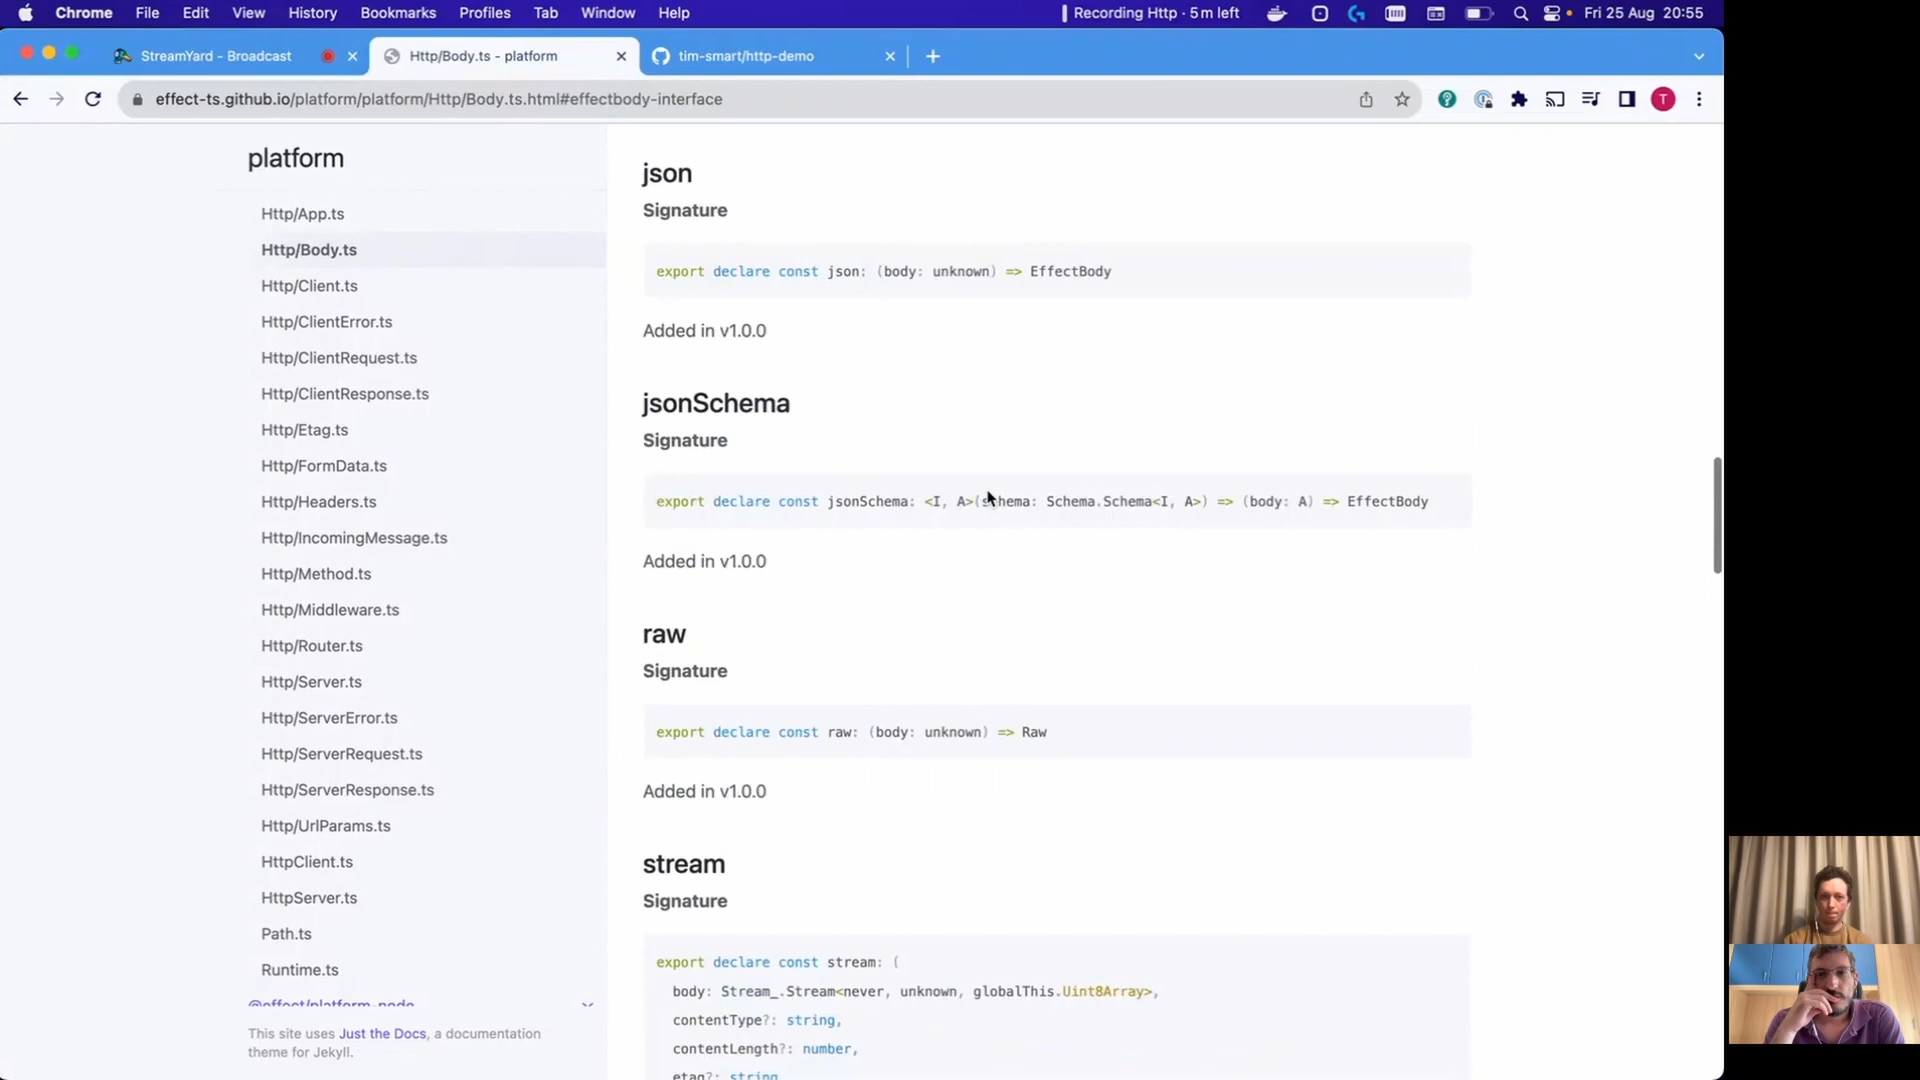 Chrome File Edit View History Bookmarks Profiles Tab Window Help Recording Http · 5 m left Fri 25 Aug 20:55
StreamYard - Broadcast Http/Body.ts - platform tim-smart/http-demo
effect-ts.github.io/platform/platform/Http/Body.ts.html#effectbody-interface T
platform
Http/App.ts
Http/Body.ts
Http/Client.ts
Http/ClientError.ts
Http/ClientRequest.ts
Http/ClientResponse.ts
Http/Etag.ts
Http/FormData.ts
Http/Headers.ts
Http/IncomingMessage.ts
Http/Method.ts
Http/Middleware.ts
Http/Router.ts
Http/Server.ts
Http/ServerError.ts
Http/ServerRequest.ts
Http/ServerResponse.ts
Http/UrlParams.ts
HttpClient.ts
HttpServer.ts
Path.ts
Runtime.ts
@effect/platform-node
This site uses Just the Docs, a documentation
theme for Jekyll.
json
Signature
export declare const json: (body: unknown) => EffectBody
Added in v1.0.0
jsonSchema
Signature
export declare const jsonSchema: <I, A>(schema: Schema.Schema<I, A>) => (body: A) => EffectBody
Added in v1.0.0
raw
Signature
export declare const raw: (body: unknown) => Raw
Added in v1.0.0
stream
Signature
export declare const stream: (
body: Stream_.Stream<never, unknown, globalThis.Uint8Array>,
contentType?: string,
contentLength?: number,
etag?: string